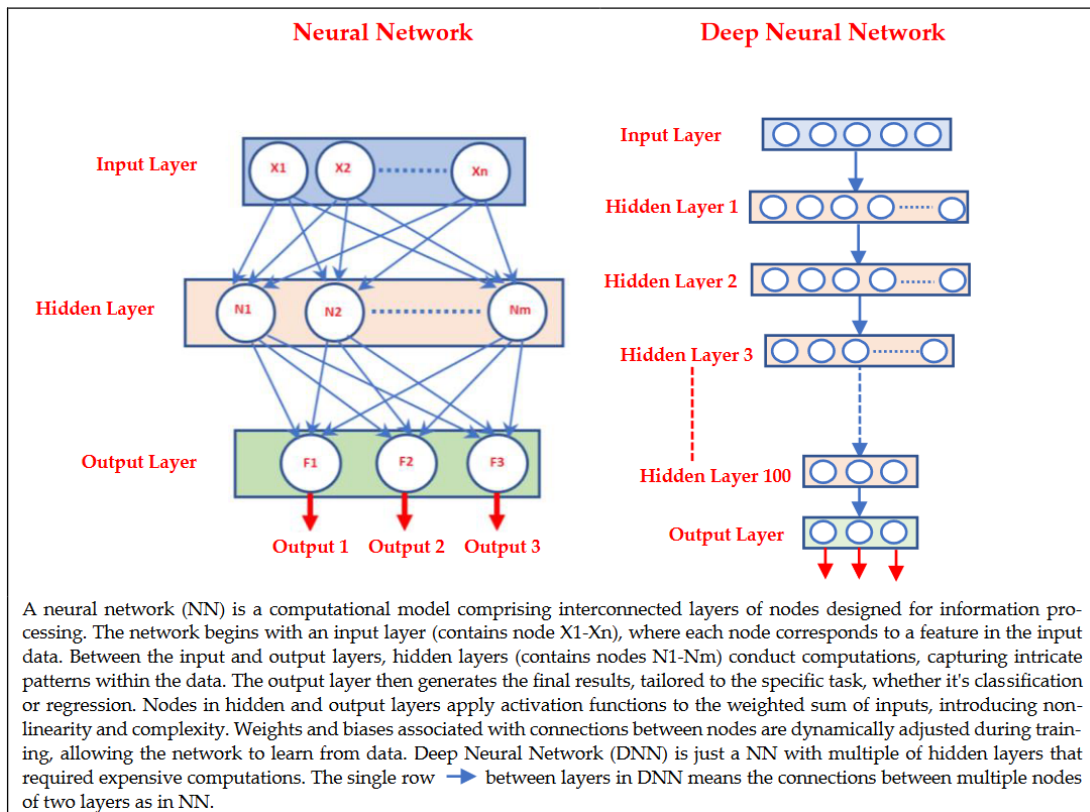 Neural Network
Deep Neural Network
Input Layer
X1 X2 Xn
Hidden Layer
N1 N2 Nm
Output Layer
F1 F2 F3
Output 1 Output 2 Output 3
Input Layer
Hidden Layer 1
Hidden Layer 2
Hidden Layer 3
Hidden Layer 100
Output Layer
A neural network (NN) is a computational model comprising interconnected layers of nodes designed for information pro-
cessing. The network begins with an input layer (contains node X1-Xn), where each node corresponds to a feature in the input
data. Between the input and output layers, hidden layers (contains nodes N1-Nm) conduct computations, capturing intricate
patterns within the data. The output layer then generates the final results, tailored to the specific task, whether it's classification
or regression. Nodes in hidden and output layers apply activation functions to the weighted sum of inputs, introducing non-
linearity and complexity. Weights and biases associated with connections between nodes are dynamically adjusted during train-
ing, allowing the network to learn from data. Deep Neural Network (DNN) is just a NN with multiple of hidden layers that
required expensive computations. The single row → between layers in DNN means the connections between multiple nodes
of two layers as in NN.